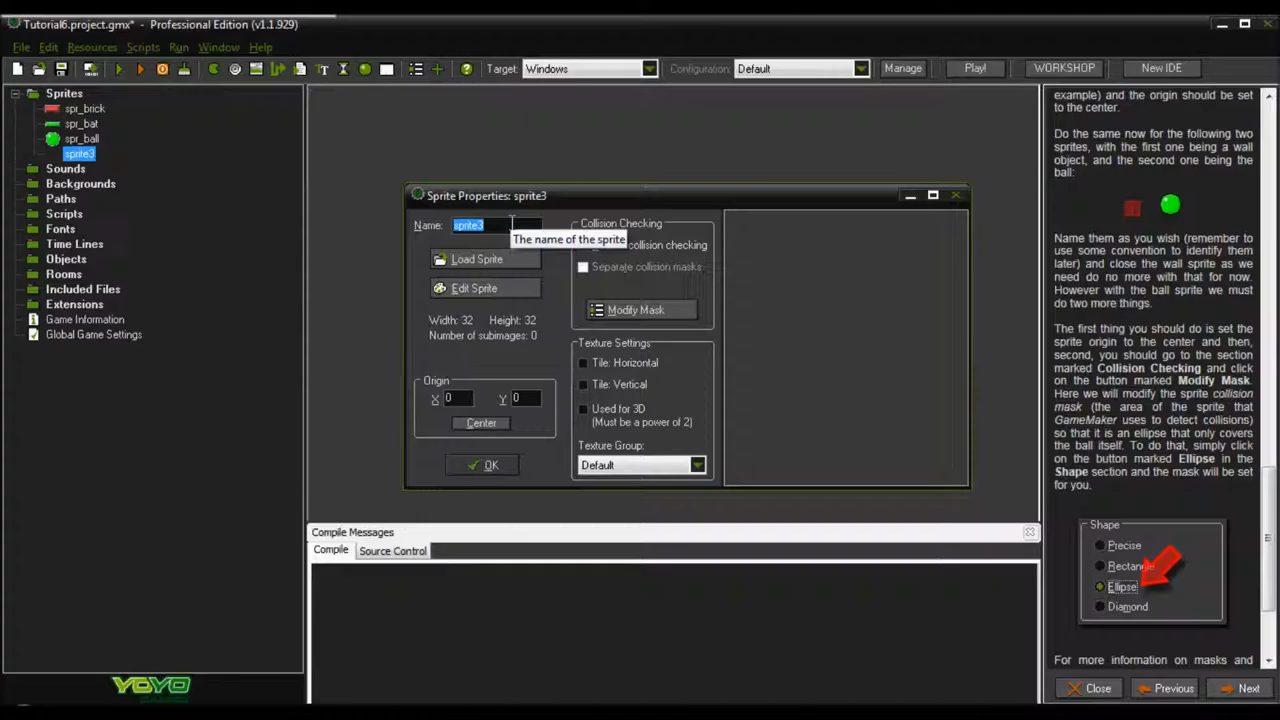 Tutorial6.project.gmx* - Professional Edition (v1.1.929)
File Edit Resources Scripts Run Window Help
Target: Windows Configuration: Default Manage Play! WORKSHOP New IDE
Sprites
spr_brick
spr_bat
spr_ball
sprite3
Sounds
Backgrounds
Paths
Scripts
Fonts
Time Lines
Objects
Rooms
Included Files
Extensions
Game Information
Global Game Settings
YOYO
Sprite Properties: sprite3
Name: sprite3
The name of the sprite
Load Sprite
Edit Sprite
Width: 32 Height: 32
Number of subimages: 0
Origin
X 0 Y 0
Center
OK
Collision Checking
collision checking
Separate collision masks
Modify Mask
Texture Settings
Tile: Horizontal
Tile: Vertical
Used for 3D
(Must be a power of 2)
Texture Group:
Default
Compile Messages
Compile Source Control
example) and the origin should be set
to the center.
Do the same now for the following two
sprites, with the first one being a wall
object, and the second one being the
ball:
Name them as you wish (remember to
use some convention to identify them
later) and close the wall sprite as we
need do no more with that for now.
However with the ball sprite we must
do two more things.
The first thing you should do is set the
sprite origin to the center and then,
second, you should go to the section
marked Collision Checking and click
on the button marked Modify Mask.
Here we will modify the sprite collision
mask (the area of the sprite that
GameMaker uses to detect collisions)
so that it is an ellipse that only covers
the ball itself. To do that, simply click
on the button marked Ellipse in the
Shape section and the mask will be set
for you.
Shape
Precise
Rectangle
Ellipse
Diamond
For more information on masks and
Close Previous Next